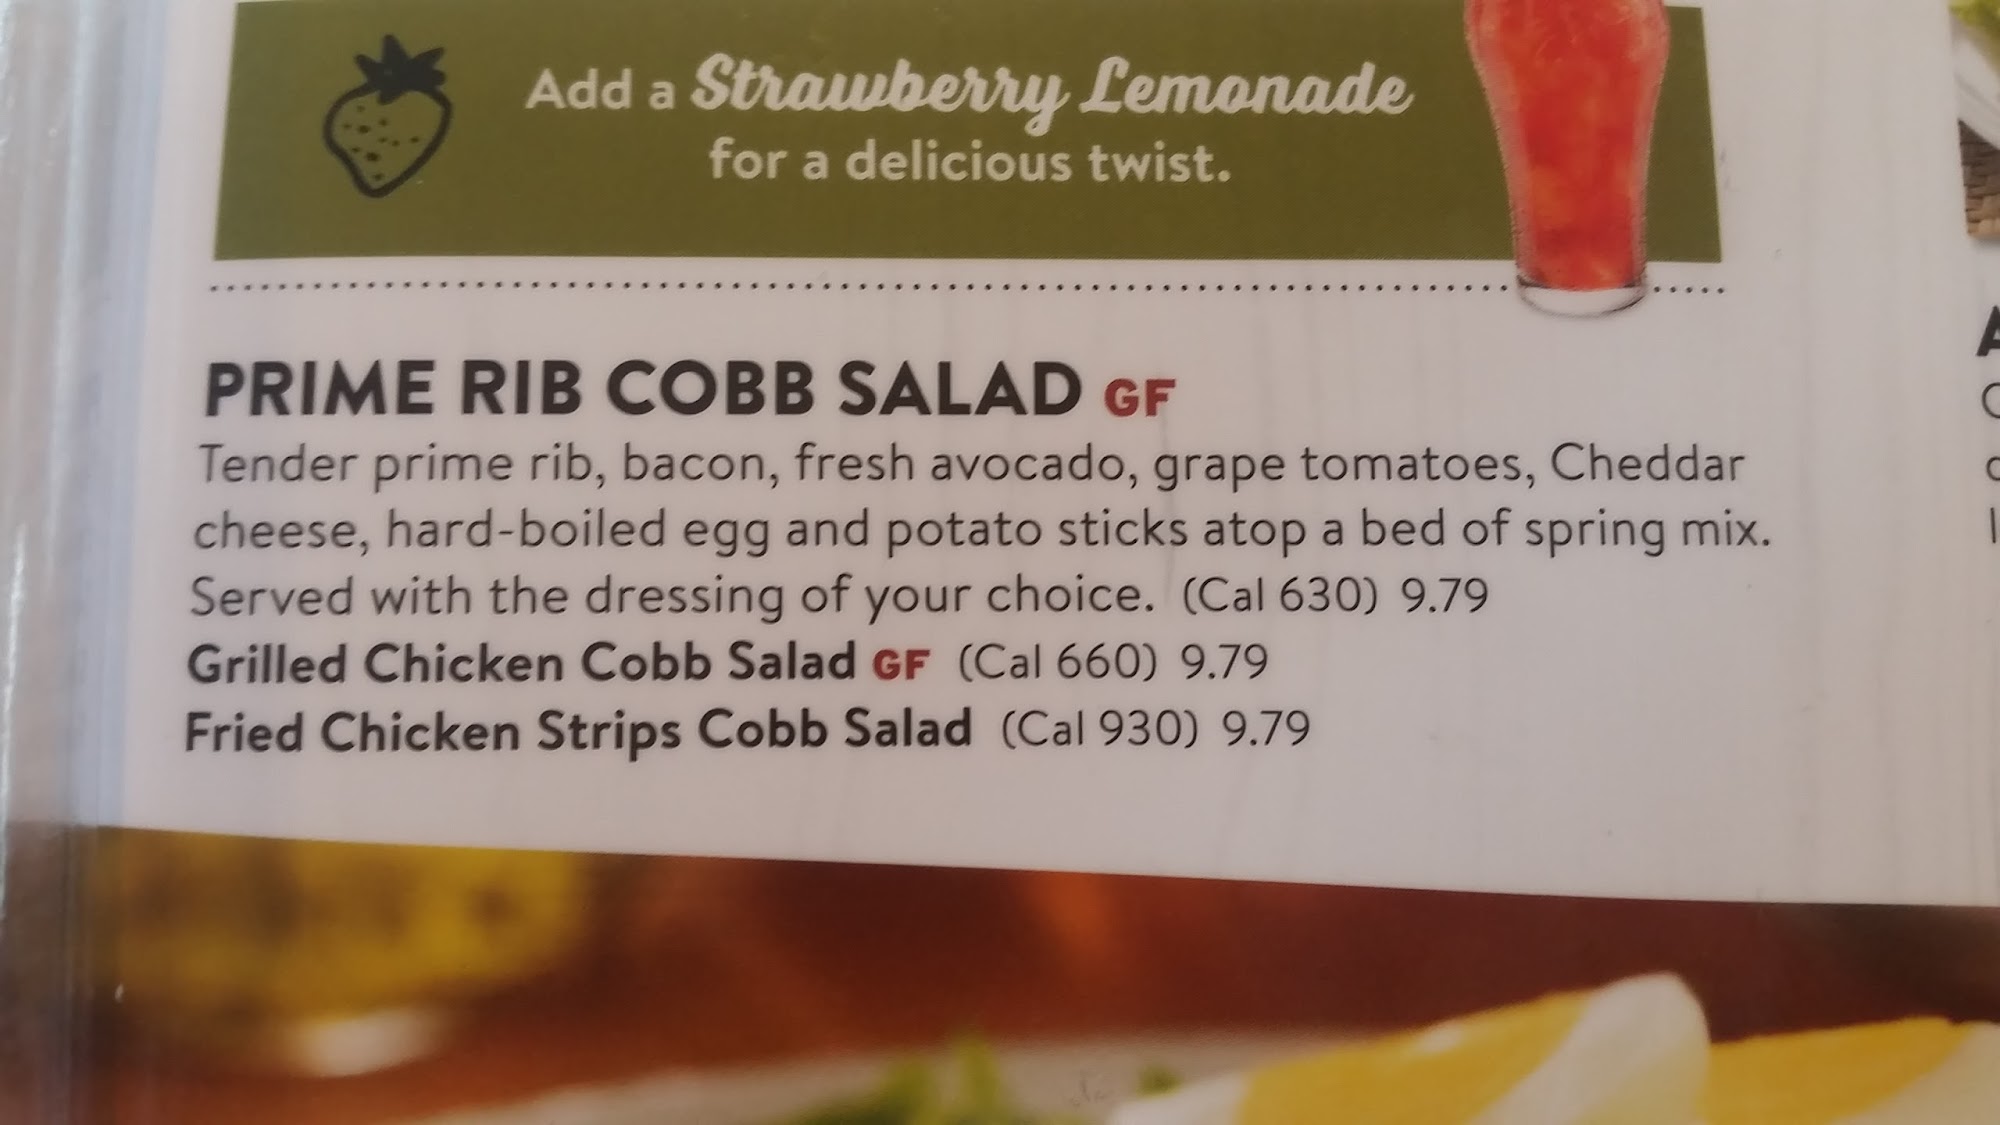 Add a Strawberry Lemonade
for a delicious twist.
PRIME RIB COBB SALAD GF
Tender prime rib, bacon, fresh avocado, grape tomatoes, Cheddar
cheese, hard-boiled egg and potato sticks atop a bed of spring mix.
Served with the dressing of your choice. (Cal 630) 9.79
Grilled Chicken Cobb Salad GF (Cal 660) 9.79
Fried Chicken Strips Cobb Salad (Cal 930) 9.79